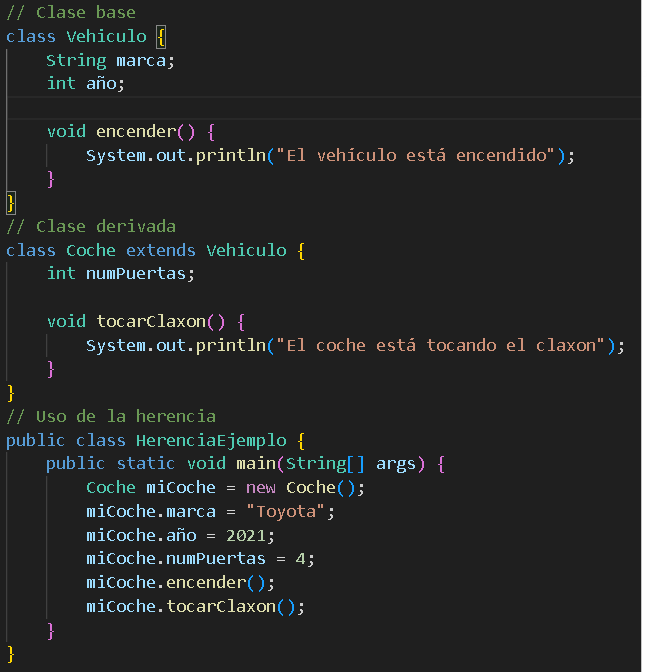 // Clase base
class Vehiculo {
    String marca;
    int año;

    void encender() {
        System.out.println("El vehículo está encendido");
    }
}
// Clase derivada
class Coche extends Vehiculo {
    int numPuertas;

    void tocarClaxon() {
        System.out.println("El coche está tocando el claxon");
    }
}
// Uso de la herencia
public class HerenciaEjemplo {
    public static void main(String[] args) {
        Coche miCoche = new Coche();
        miCoche.marca = "Toyota";
        miCoche.año = 2021;
        miCoche.numPuertas = 4;
        miCoche.encender();
        miCoche.tocarClaxon();
    }
}